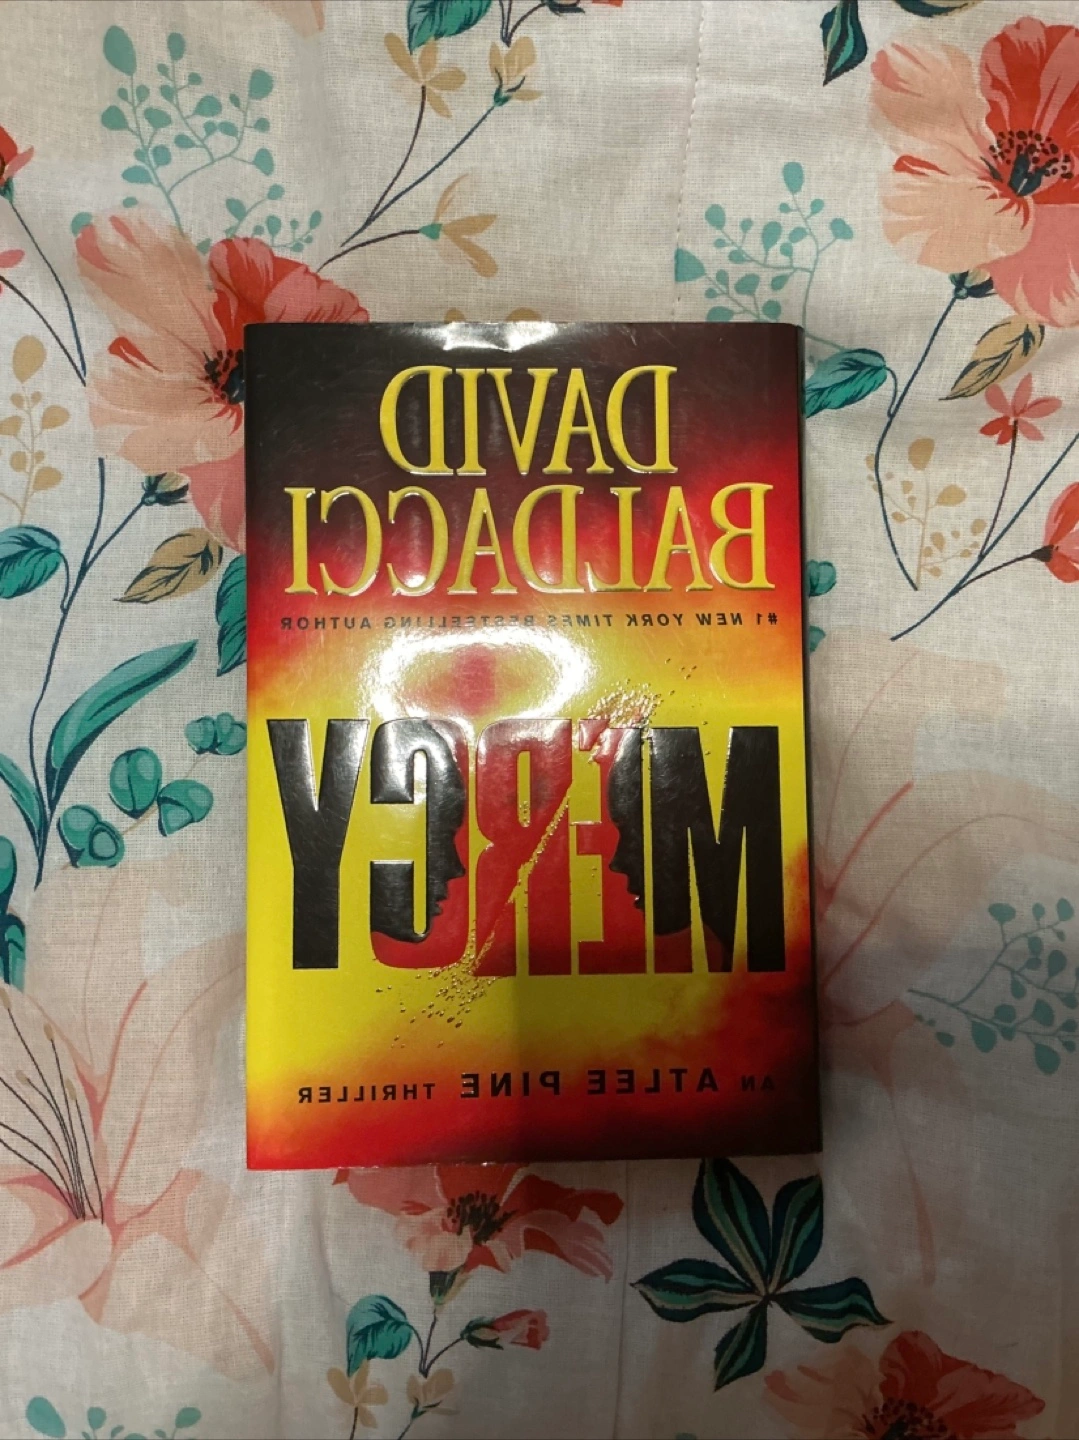 DAVID
BALDACCI
#1 NEW YORK TIMES BESTSELLING AUTHOR
MERCY
AN ATLEE PINE THRILLER